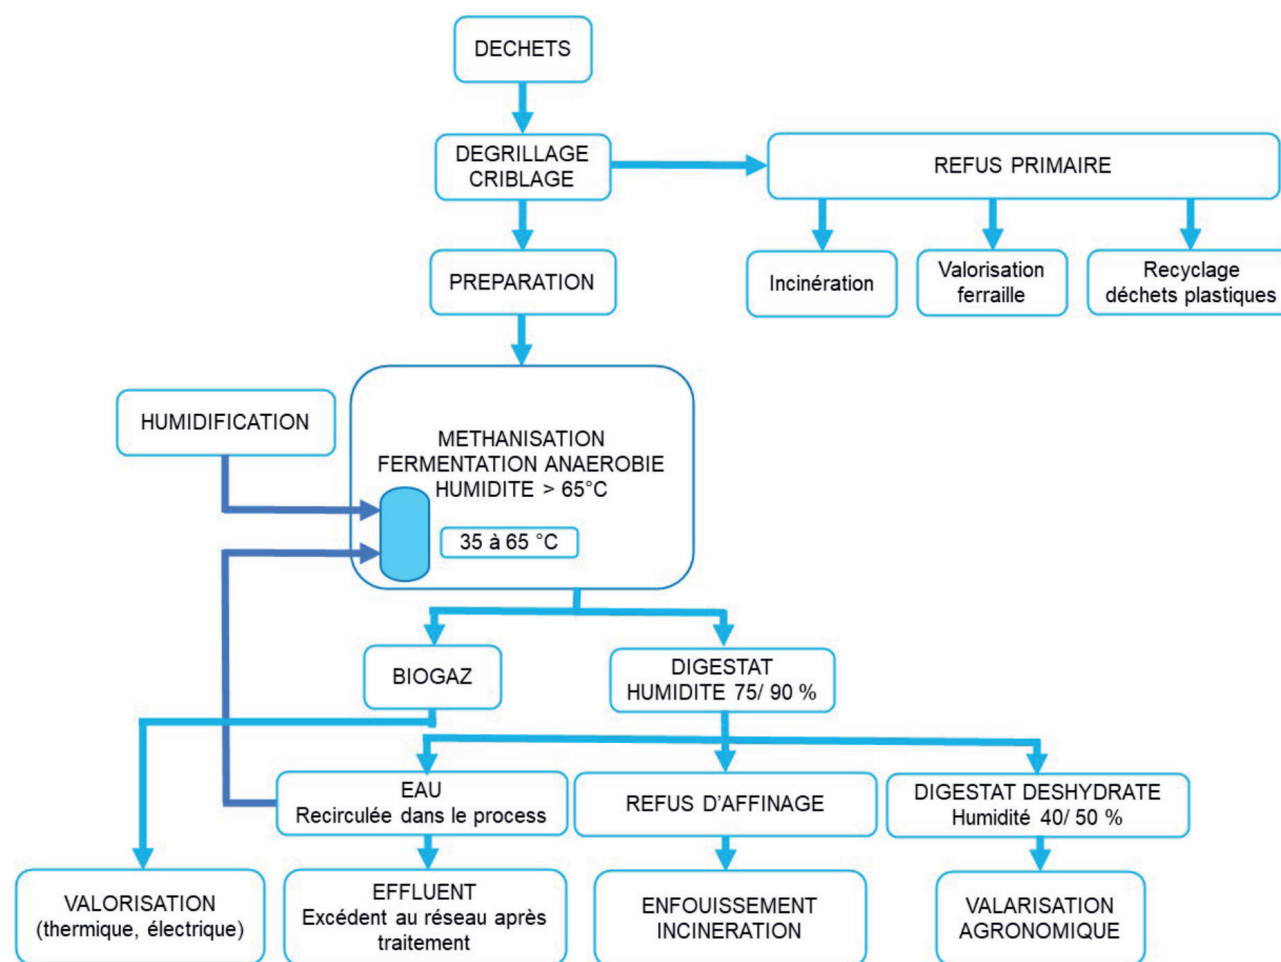 DECHETS
DEGRILLAGE
CRIBLAGE
REFUS PRIMAIRE
PREPARATION
Incinération
Valorisation
ferraille
Recyclage
déchets plastiques
HUMIDIFICATION
METHANISATION
FERMENTATION ANAEROBIE
HUMIDITE > 65°C
35 à 65 °C
BIOGAZ
DIGESTAT
HUMIDITE 75/ 90 %
EAU
Recirculée dans le process
REFUS D'AFFINAGE
DIGESTAT DESHYDRATE
Humidité 40/ 50 %
VALORISATION
(thermique, électrique)
EFFLUENT
Excédent au réseau après
traitement
ENFOUISSEMENT
INCINERATION
VALARISATION
AGRONOMIQUE